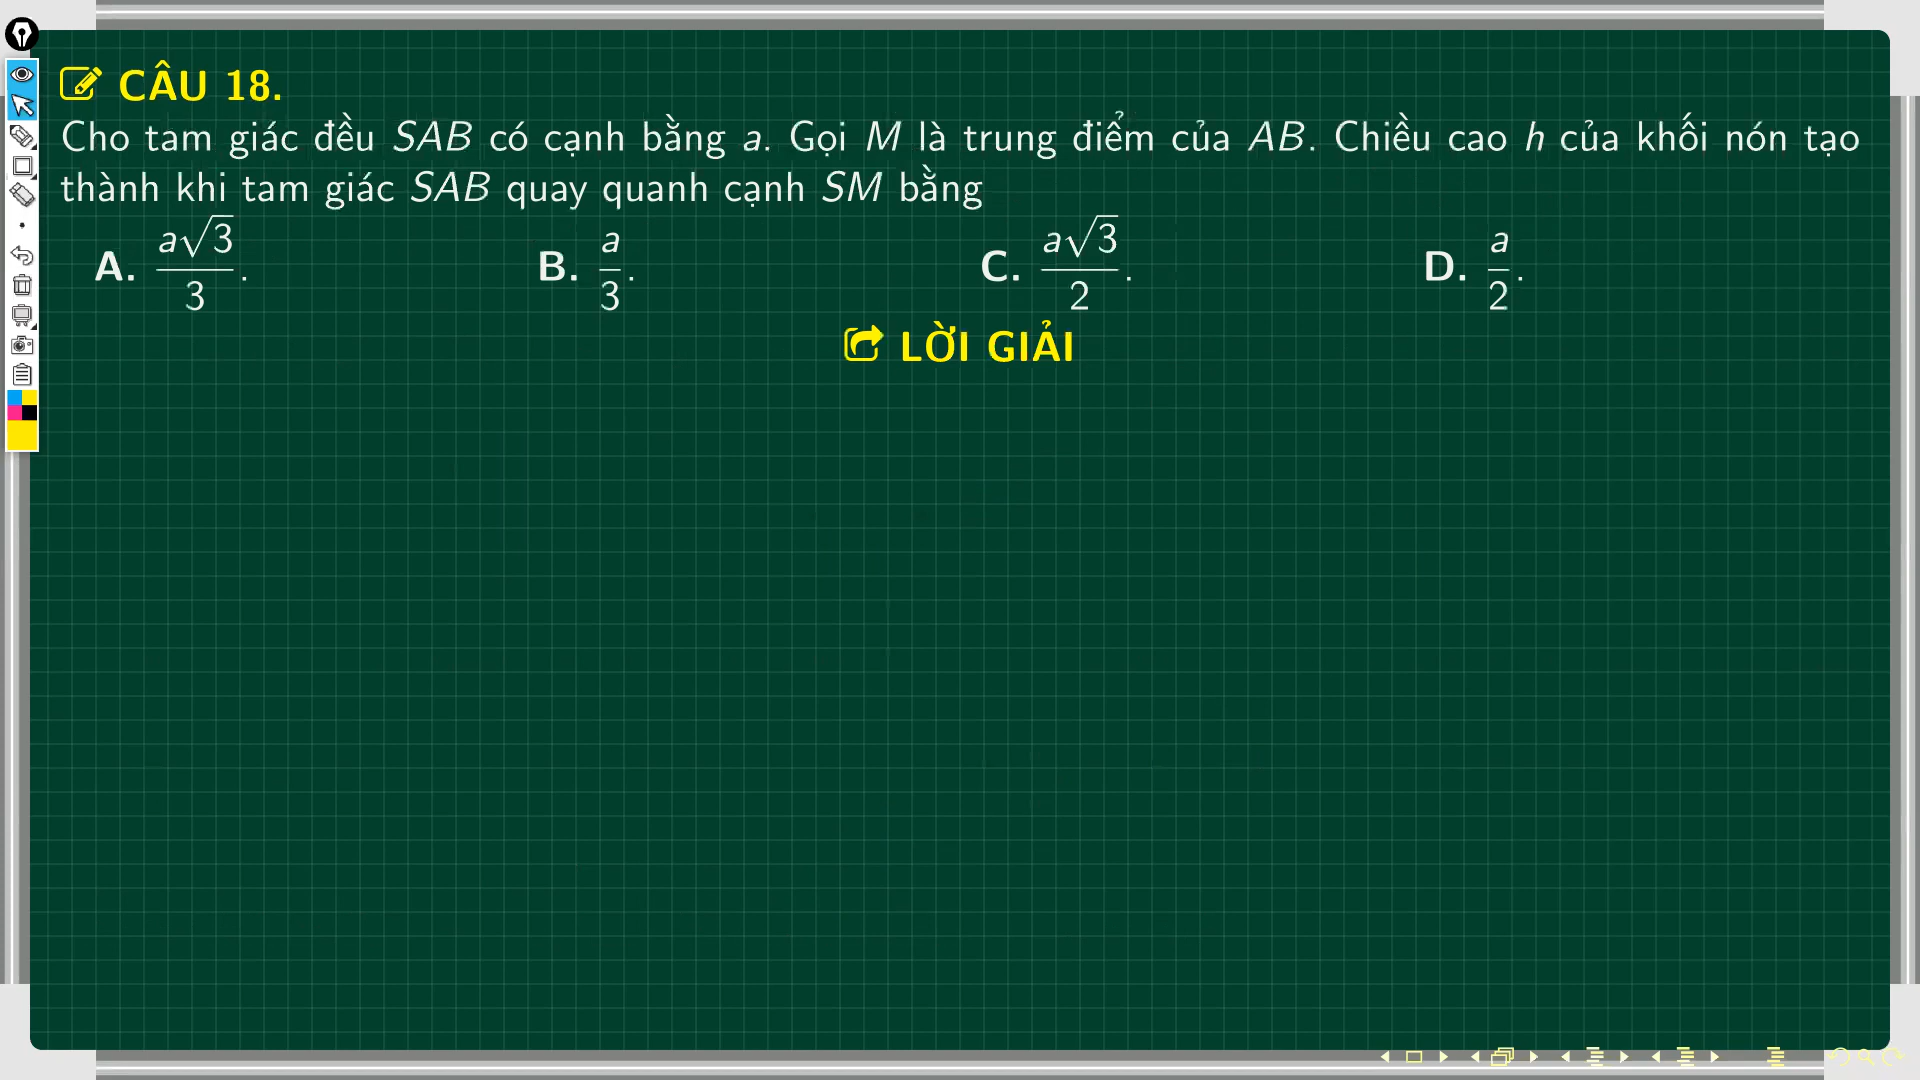 CÂU 18.
Cho tam giác đều SAB có cạnh bằng a. Gọi M là trung điểm của AB. Chiều cao h của khối nón tạo
thành khi tam giác SAB quay quanh cạnh SM bằng
A. a√3/3. B. a/3. C. a√3/2. D. a/2.
LỜI GIẢI